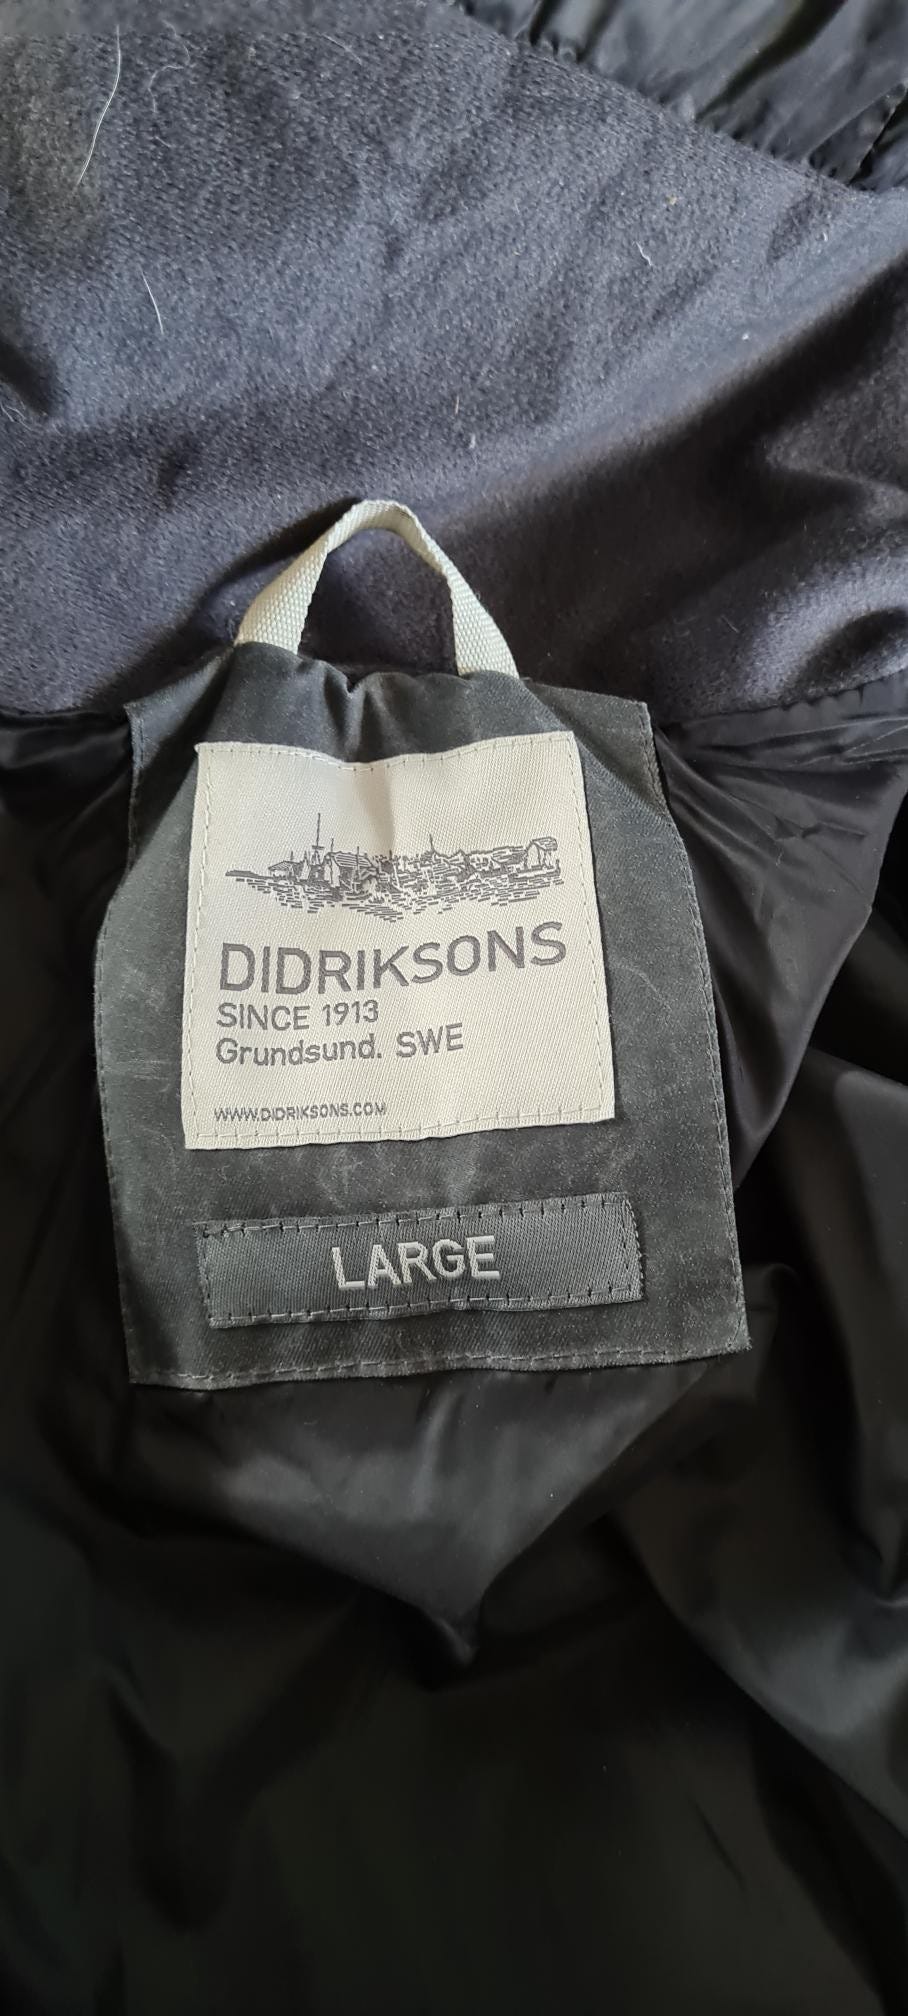 DIDRIKSONS
SINCE 1913
Grundsund. SWE
WWW.DIDRIKSONS.COM
LARGE